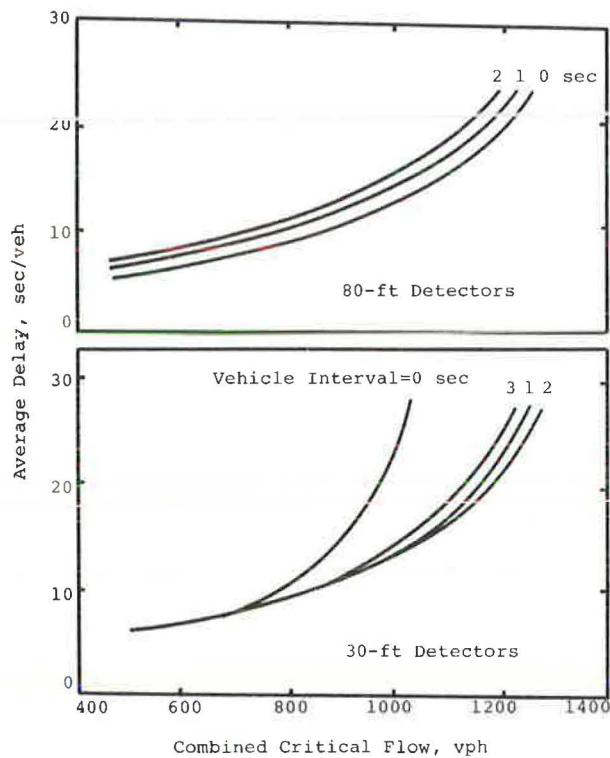 30
20
10
0
2 1 0 sec
80-ft Detectors
Average Delay, sec/veh
30
20
10
0
Vehicle Interval=0 sec
3 1 2
30-ft Detectors
400 600 800 1000 1200 1400
Combined Critical Flow, vph